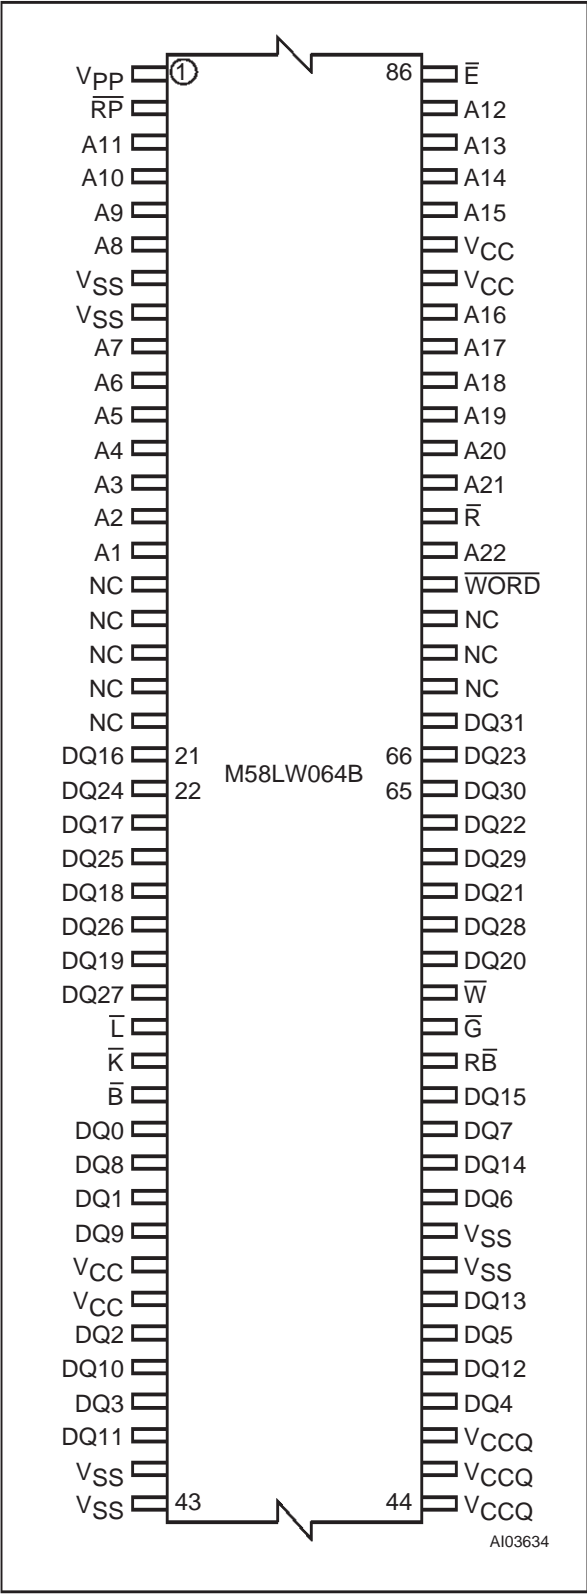 VPP 1 86 E̅
R̅P̅ A12
A11 A13
A10 A14
A9 A15
A8 VCC
VSS VCC
VSS A16
A7 A17
A6 A18
A5 A19
A4 A20
A3 A21
A2 R̅
A1 A22
NC W̅O̅R̅D̅
NC NC
NC NC
NC NC
NC DQ31
DQ16 21 M58LW064B 66 DQ23
DQ24 22 65 DQ30
DQ17 DQ22
DQ25 DQ29
DQ18 DQ21
DQ26 DQ28
DQ19 DQ20
DQ27 W̅
L̅ G̅
K̅ RB̅
B̅ DQ15
DQ0 DQ7
DQ8 DQ14
DQ1 DQ6
DQ9 VSS
VCC VSS
VCC DQ13
DQ2 DQ5
DQ10 DQ12
DQ3 DQ4
DQ11 VCCQ
VSS VCCQ
VSS 43 44 VCCQ
AI03634